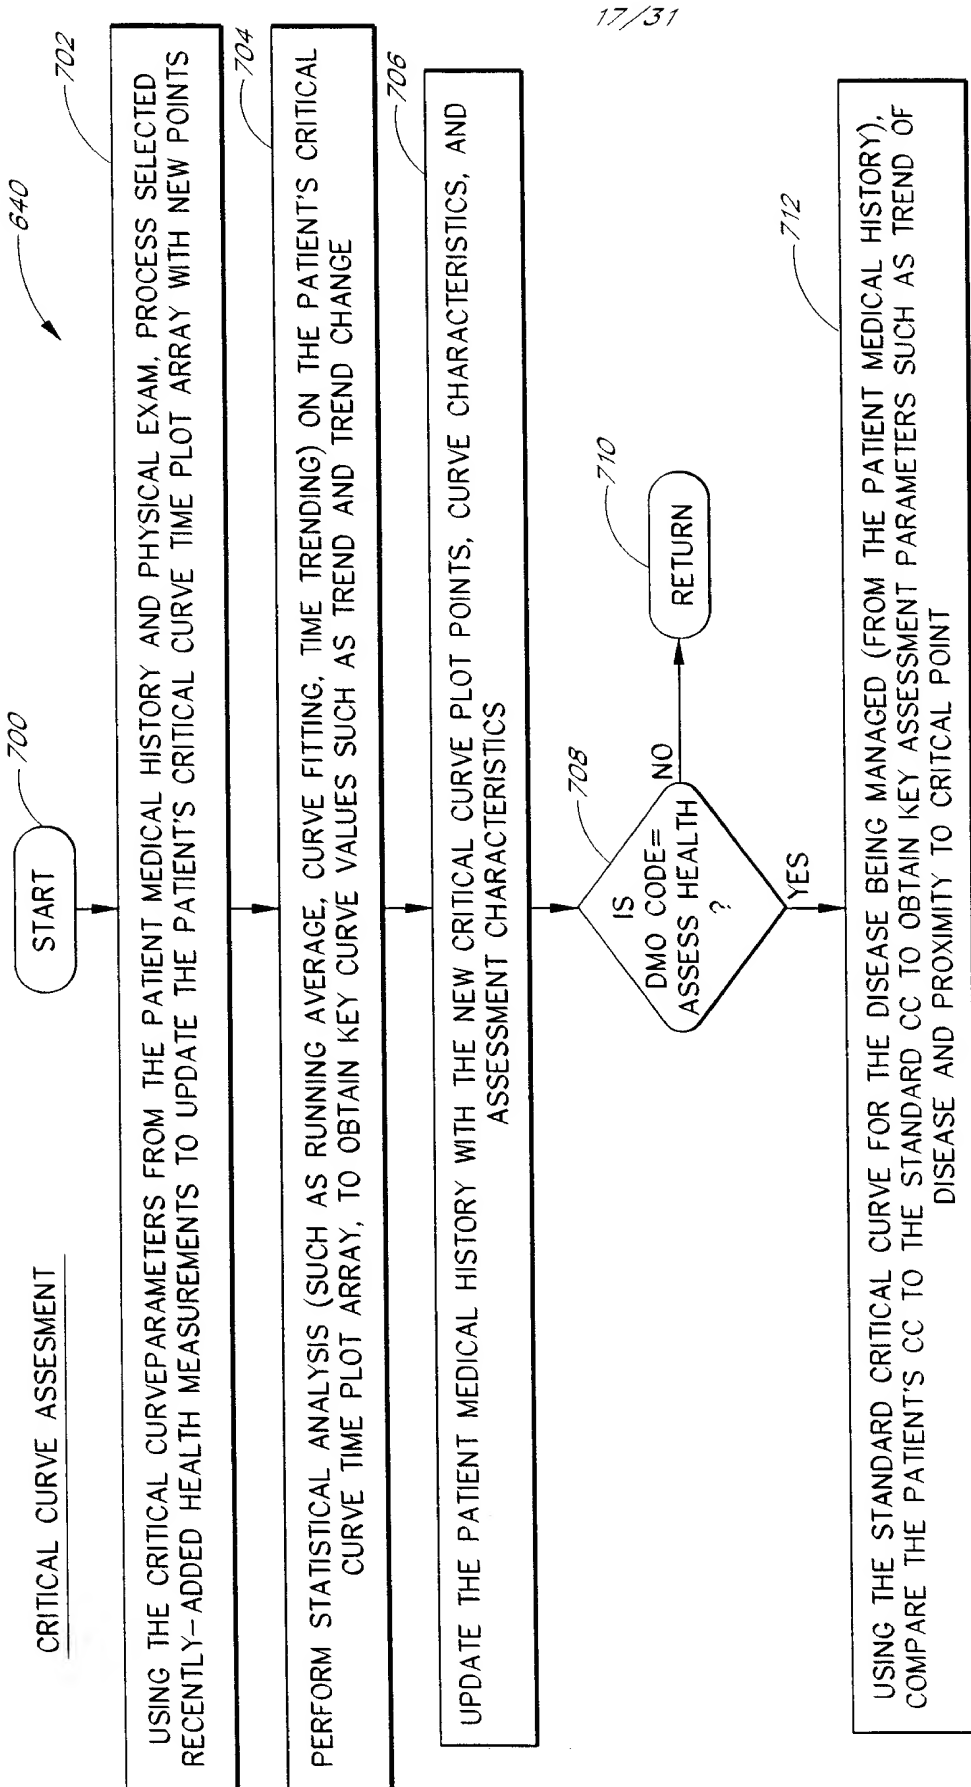 17/31
CRITICAL CURVE ASSESMENT
640
START
700
702
USING THE CRITICAL CURVEPARAMETERS FROM THE PATIENT MEDICAL HISTORY AND PHYSICAL EXAM, PROCESS SELECTED
RECENTLY-ADDED HEALTH MEASUREMENTS TO UPDATE THE PATIENT'S CRITICAL CURVE TIME PLOT ARRAY WITH NEW POINTS
704
PERFORM STATISTICAL ANALYSIS (SUCH AS RUNNING AVERAGE, CURVE FITTING, TIME TRENDING) ON THE PATIENT'S CRITICAL
CURVE TIME PLOT ARRAY, TO OBTAIN KEY CURVE VALUES SUCH AS TREND AND TREND CHANGE
706
UPDATE THE PATIENT MEDICAL HISTORY WITH THE NEW CRITICAL CURVE PLOT POINTS, CURVE CHARACTERISTICS, AND
ASSESSMENT CHARACTERISTICS
708
IS
DMO CODE=
ASSESS HEALTH
?
NO
710
RETURN
YES
712
USING THE STANDARD CRITICAL CURVE FOR THE DISEASE BEING MANAGED (FROM THE PATIENT MEDICAL HISTORY),
COMPARE THE PATIENT'S CC TO THE STANDARD CC TO OBTAIN KEY ASSESSMENT PARAMETERS SUCH AS TREND OF
DISEASE AND PROXIMITY TO CRITCAL POINT